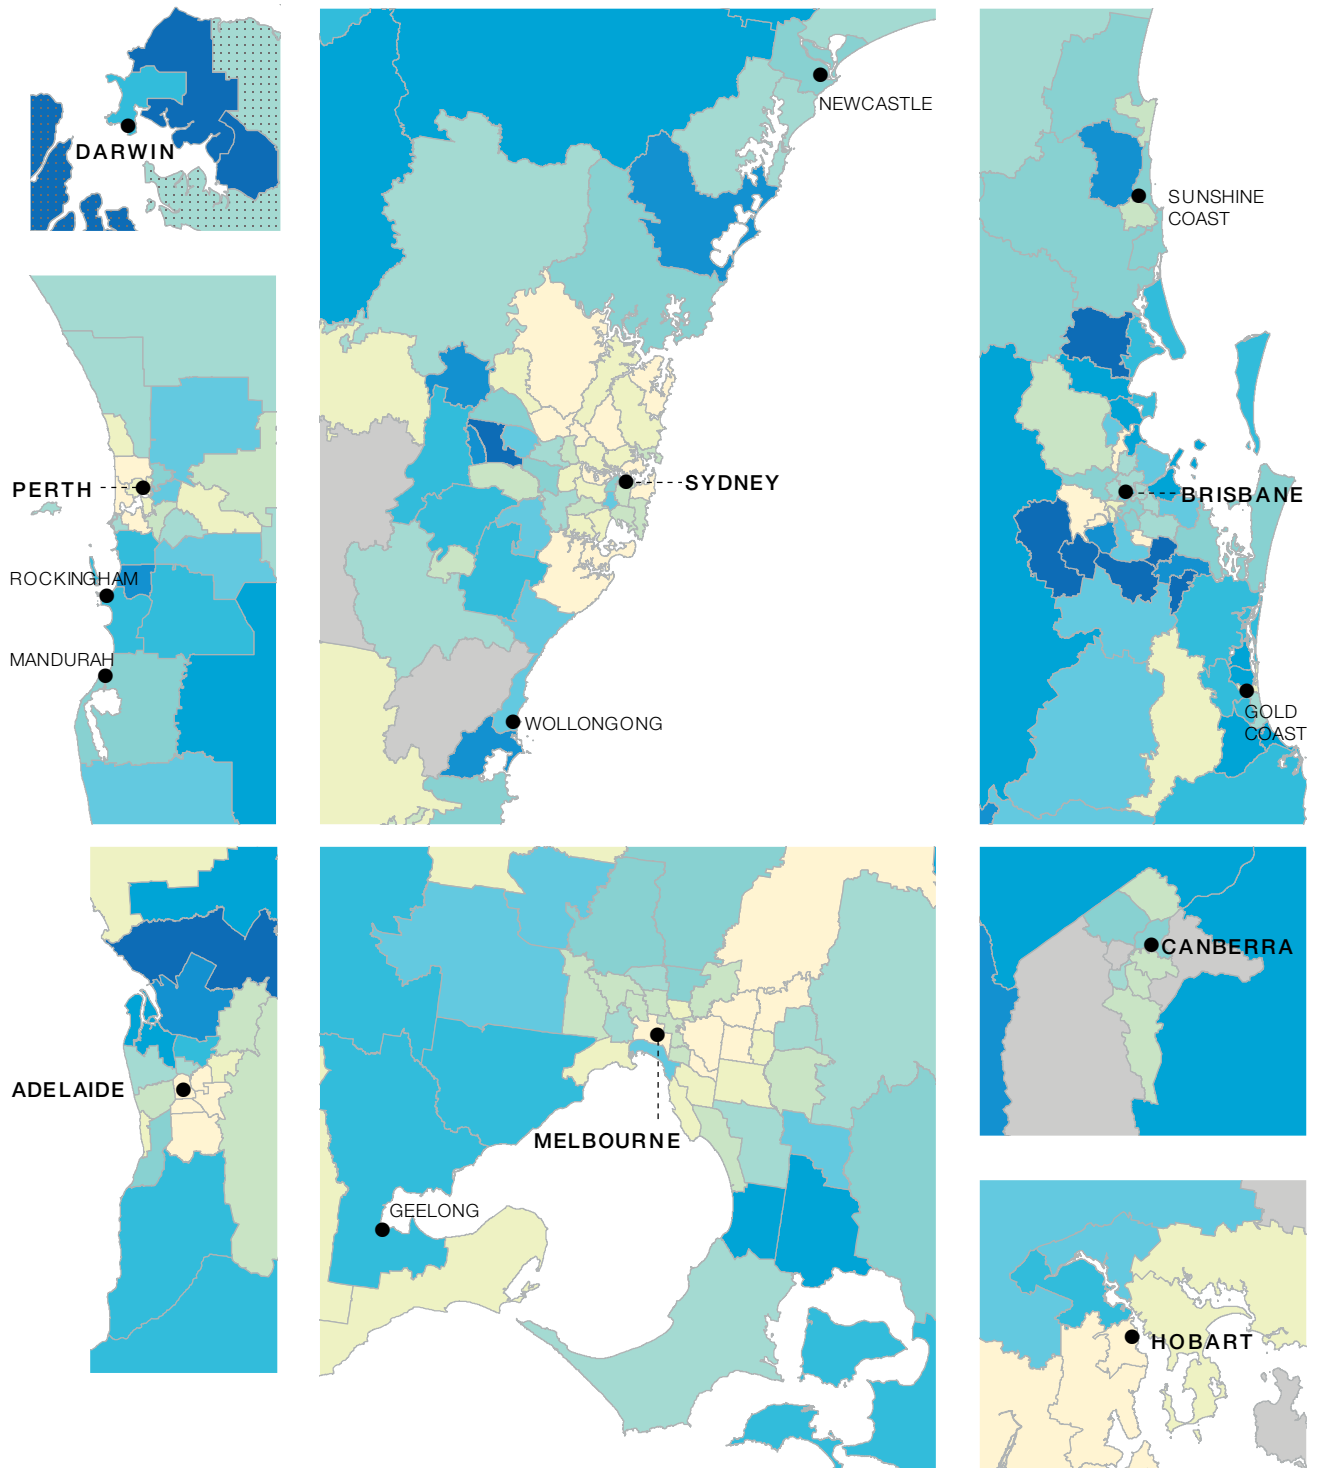 DARWIN
NEWCASTLE
SUNSHINE
COAST
PERTH
SYDNEY
BRISBANE
ROCKINGHAM
MANDURAH
WOLLONGONG
GOLD
COAST
CANBERRA
ADELAIDE
MELBOURNE
GEELONG
HOBART